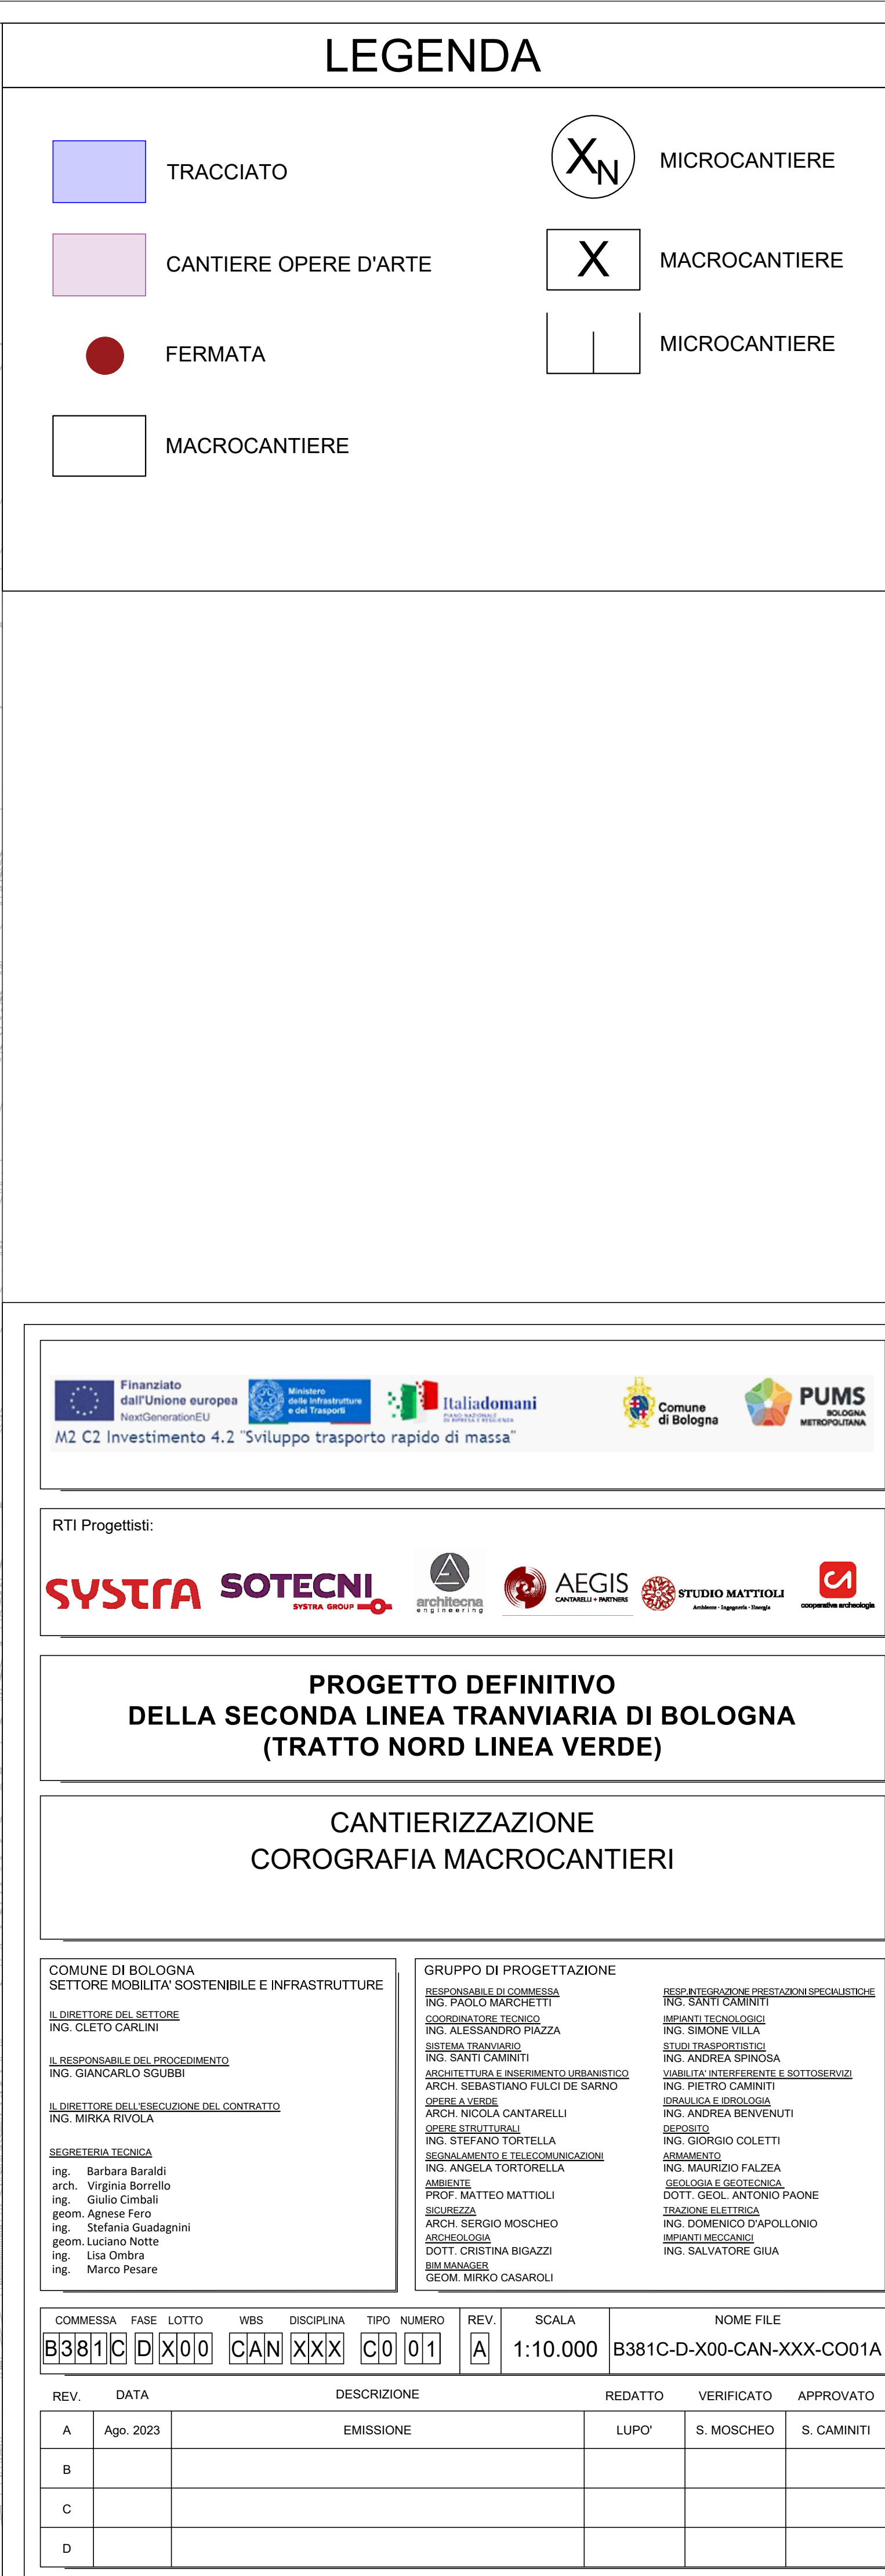 LEGENDA
TRACCIATO
CANTIERE OPERE D'ARTE
FERMATA
MACROCANTIERE
XN
MICROCANTIERE
X
MACROCANTIERE
MICROCANTIERE
Finanziato
dall'Unione europea
NextGenerationEU
Ministero
delle Infrastrutture
e dei Trasporti
Italiadomani
PIANO NAZIONALE
DI RIPRESA E RESILIENZA
Comune
di Bologna
PUMS
BOLOGNA
METROPOLITANA
M2 C2 Investimento 4.2 "Sviluppo trasporto rapido di massa"
RTI Progettisti:
SYSTRA
SOTECNI
SYSTRA GROUP
architecna
engineering
AEGIS
CANTARELLI + PARTNERS
STUDIO MATTIOLI
Ambiente - Ingegneria - Energia
cooperativa archeologia
PROGETTO DEFINITIVO
DELLA SECONDA LINEA TRANVIARIA DI BOLOGNA
(TRATTO NORD LINEA VERDE)
CANTIERIZZAZIONE
COROGRAFIA MACROCANTIERI
COMUNE DI BOLOGNA
SETTORE MOBILITA' SOSTENIBILE E INFRASTRUTTURE
IL DIRETTORE DEL SETTORE
ING. CLETO CARLINI
IL RESPONSABILE DEL PROCEDIMENTO
ING. GIANCARLO SGUBBI
IL DIRETTORE DELL'ESECUZIONE DEL CONTRATTO
ING. MIRKA RIVOLA
SEGRETERIA TECNICA
ing. Barbara Baraldi
arch. Virginia Borrello
ing. Giulio Cimbali
geom. Agnese Fero
ing. Stefania Guadagnini
geom. Luciano Notte
ing. Lisa Ombra
ing. Marco Pesare
GRUPPO DI PROGETTAZIONE
RESPONSABILE DI COMMESSA
ING. PAOLO MARCHETTI
COORDINATORE TECNICO
ING. ALESSANDRO PIAZZA
SISTEMA TRANVIARIO
ING. SANTI CAMINITI
ARCHITETTURA E INSERIMENTO URBANISTICO
ARCH. SEBASTIANO FULCI DE SARNO
OPERE A VERDE
ARCH. NICOLA CANTARELLI
OPERE STRUTTURALI
ING. STEFANO TORTELLA
SEGNALAMENTO E TELECOMUNICAZIONI
ING. ANGELA TORTORELLA
AMBIENTE
PROF. MATTEO MATTIOLI
SICUREZZA
ARCH. SERGIO MOSCHEO
ARCHEOLOGIA
DOTT. CRISTINA BIGAZZI
BIM MANAGER
GEOM. MIRKO CASAROLI
RESP.INTEGRAZIONE PRESTAZIONI SPECIALISTICHE
ING. SANTI CAMINITI
IMPIANTI TECNOLOGICI
ING. SIMONE VILLA
STUDI TRASPORTISTICI
ING. ANDREA SPINOSA
VIABILITA' INTERFERENTE E SOTTOSERVIZI
ING. PIETRO CAMINITI
IDRAULICA E IDROLOGIA
ING. ANDREA BENVENUTI
DEPOSITO
ING. GIORGIO COLETTI
ARMAMENTO
ING. MAURIZIO FALZEA
GEOLOGIA E GEOTECNICA
DOTT. GEOL. ANTONIO PAONE
TRAZIONE ELETTRICA
ING. DOMENICO D'APOLLONIO
IMPIANTI MECCANICI
ING. SALVATORE GIUA
COMMESSA FASE LOTTO WBS DISCIPLINA TIPO NUMERO REV. SCALA NOME FILE
B381C D X00 CAN XXX C0 01 A 1:10.000 B381C-D-X00-CAN-XXX-CO01A
REV. DATA DESCRIZIONE REDATTO VERIFICATO APPROVATO
A Ago. 2023 EMISSIONE LUPO' S. MOSCHEO S. CAMINITI
B
C
D